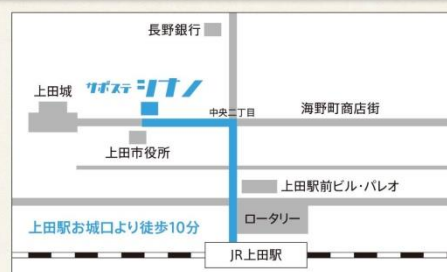 長野銀行
上田城
サポステ シナノ
中央二丁目
海野町商店街
上田市役所
上田駅前ビル・パレオ
上田駅お城口より徒歩10分
ロータリー
JR上田駅